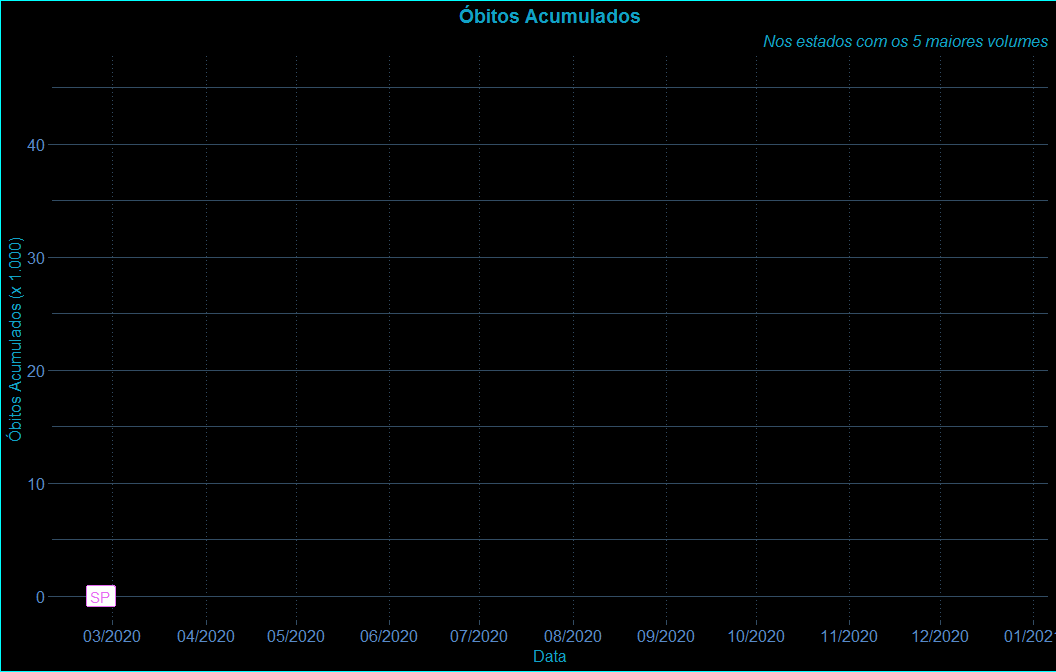 Óbitos Acumulados
Nos estados com os 5 maiores volumes
Óbitos Acumulados (x 1.000)
40
30
20
10
0
SP
03/2020 04/2020 05/2020 06/2020 07/2020 08/2020 09/2020 10/2020 11/2020 12/2020 01/202
Data